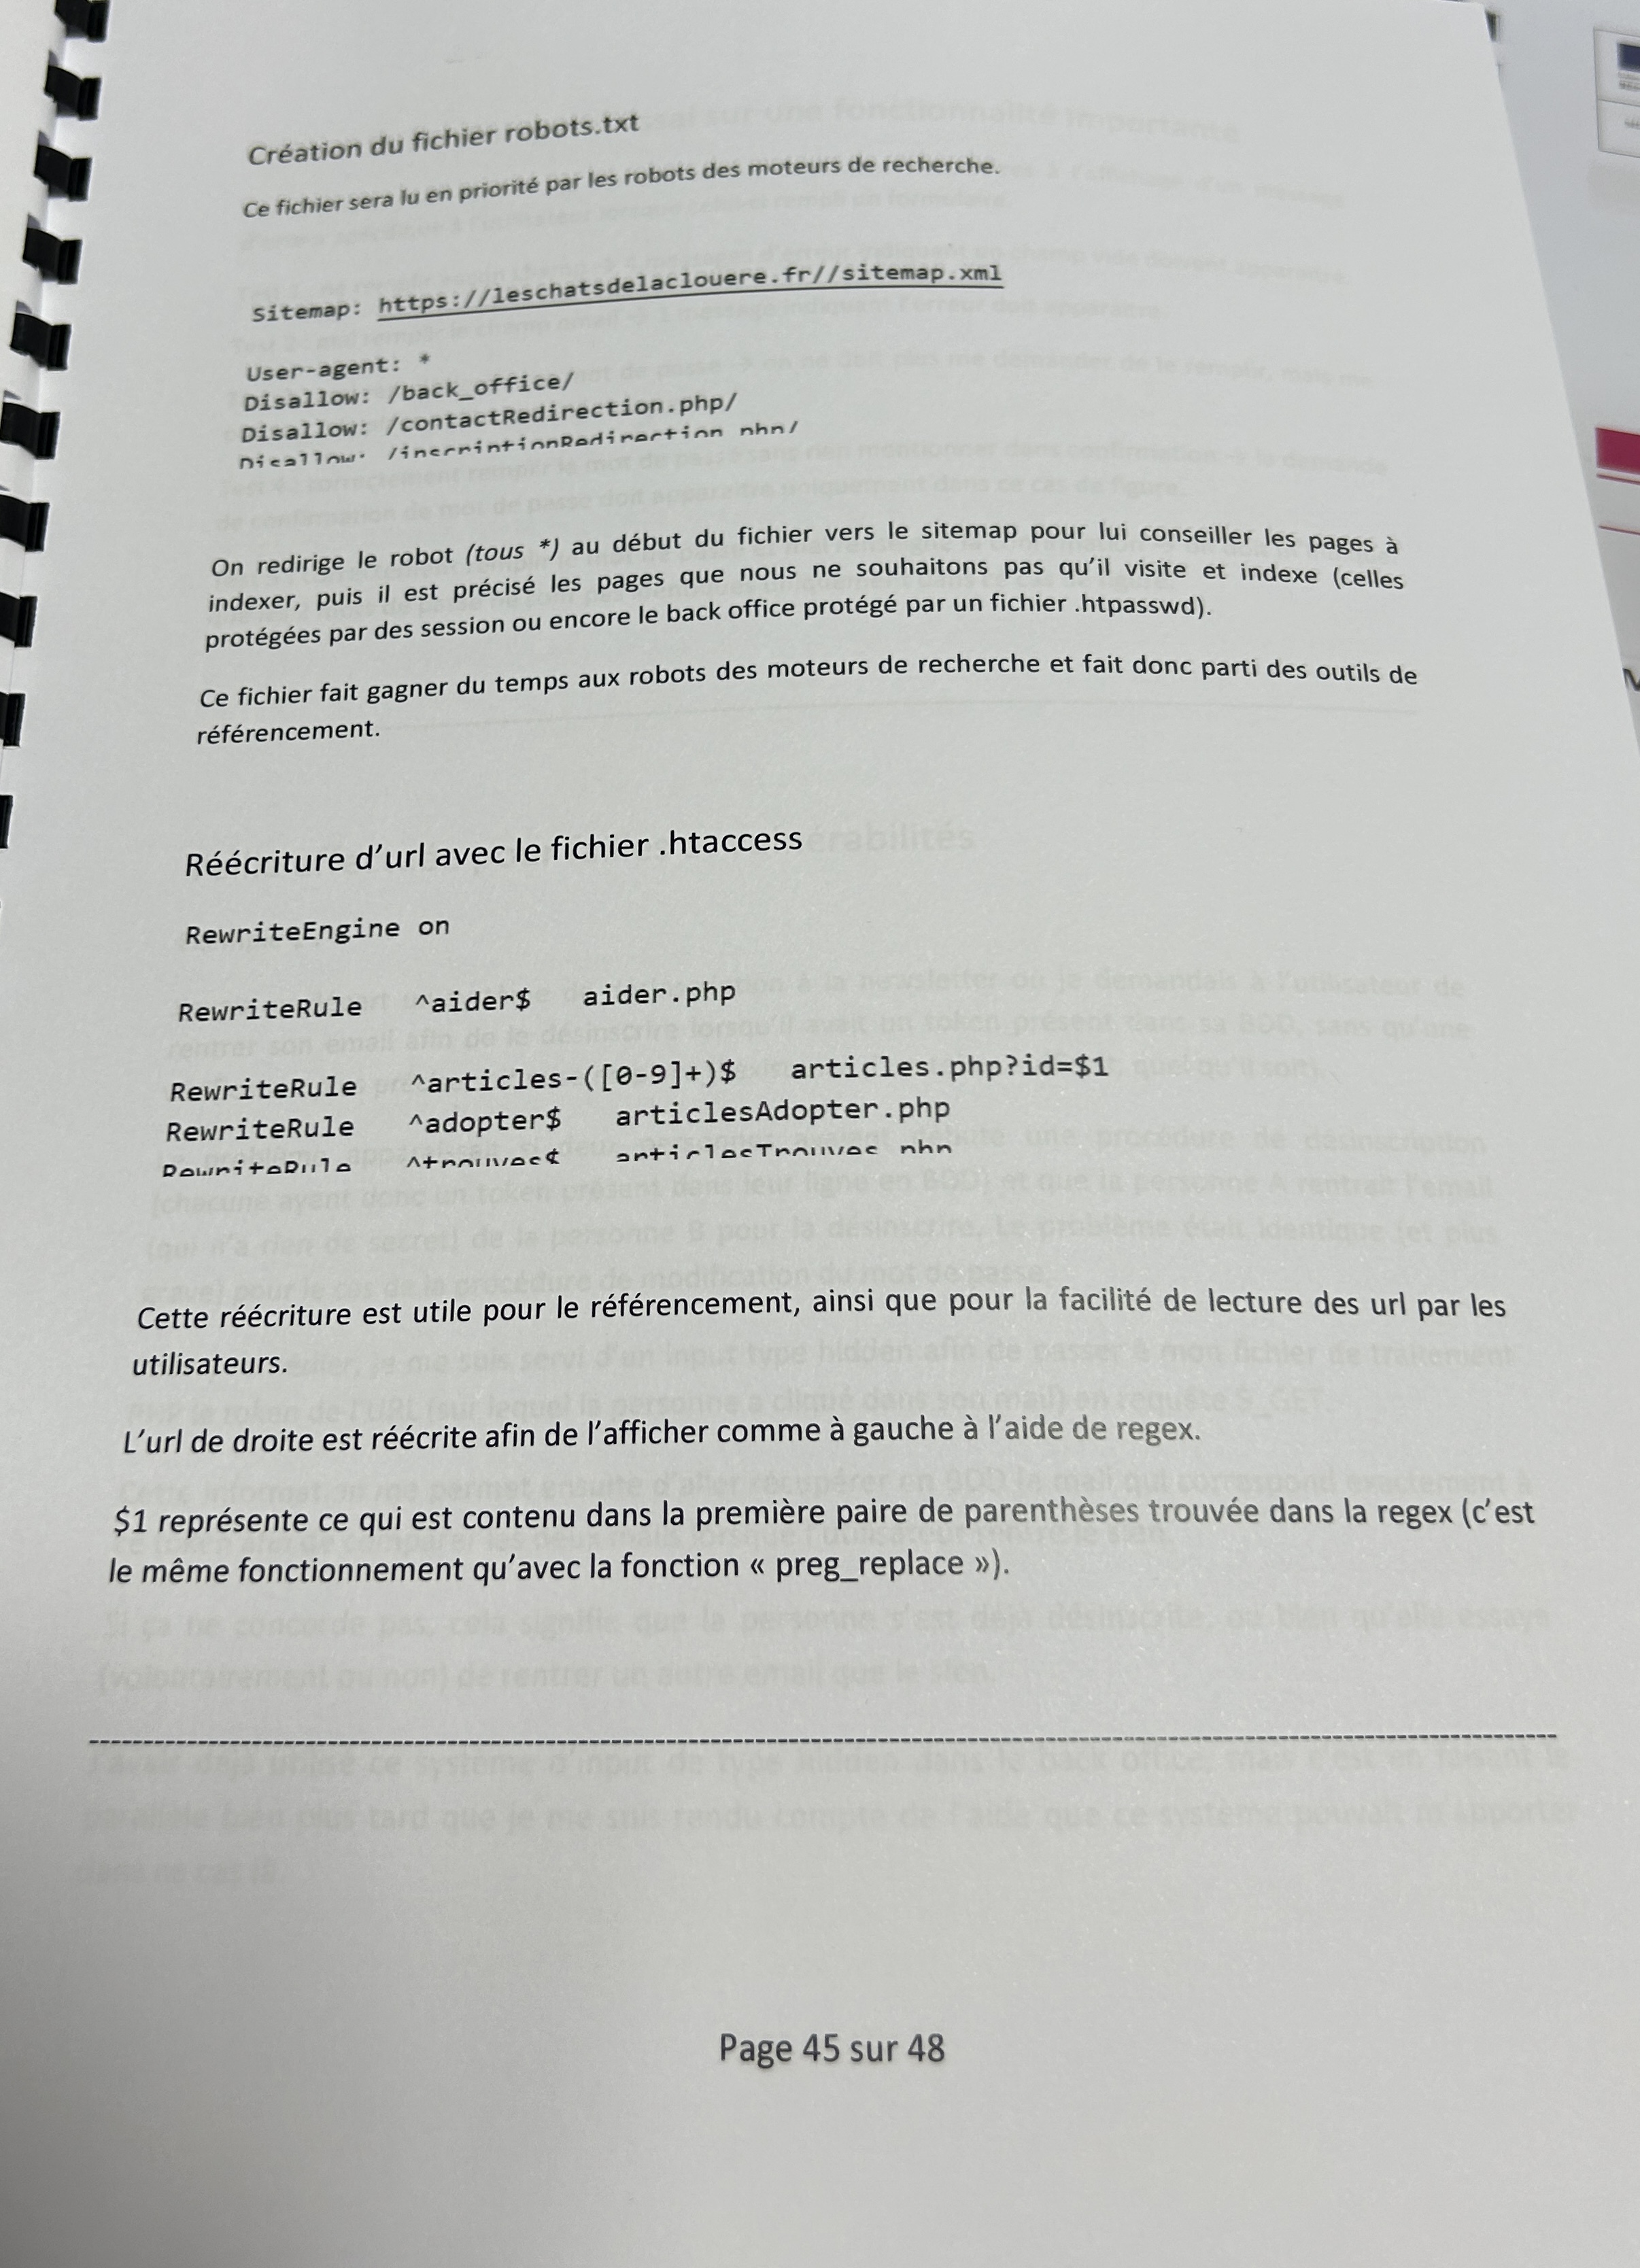 Création du fichier robots.txt
Ce fichier sera lu en priorité par les robots des moteurs de recherche.
Sitemap: https://leschatsdelaclouere.fr//sitemap.xml
User-agent: *
Disallow: /back_office/
Disallow: /contactRedirection.php/
Disallow: /inscriptionRedirection.php/
On redirige le robot (tous *) au début du fichier vers le sitemap pour lui conseiller les pages à
indexer, puis il est précisé les pages que nous ne souhaitons pas qu’il visite et indexe (celles
protégées par des session ou encore le back office protégé par un fichier .htpasswd).
Ce fichier fait gagner du temps aux robots des moteurs de recherche et fait donc parti des outils de
référencement.
Réécriture d’url avec le fichier .htaccess
RewriteEngine on
RewriteRule ^aider$ aider.php
RewriteRule ^articles-([0-9]+)$ articles.php?id=$1
RewriteRule ^adopter$ articlesAdopter.php
RewriteRule ^trouves$ articlesTrouves.php
Cette réécriture est utile pour le référencement, ainsi que pour la facilité de lecture des url par les
utilisateurs.
L’url de droite est réécrite afin de l’afficher comme à gauche à l’aide de regex.
$1 représente ce qui est contenu dans la première paire de parenthèses trouvée dans la regex (c’est
le même fonctionnement qu’avec la fonction « preg_replace »).
Page 45 sur 48